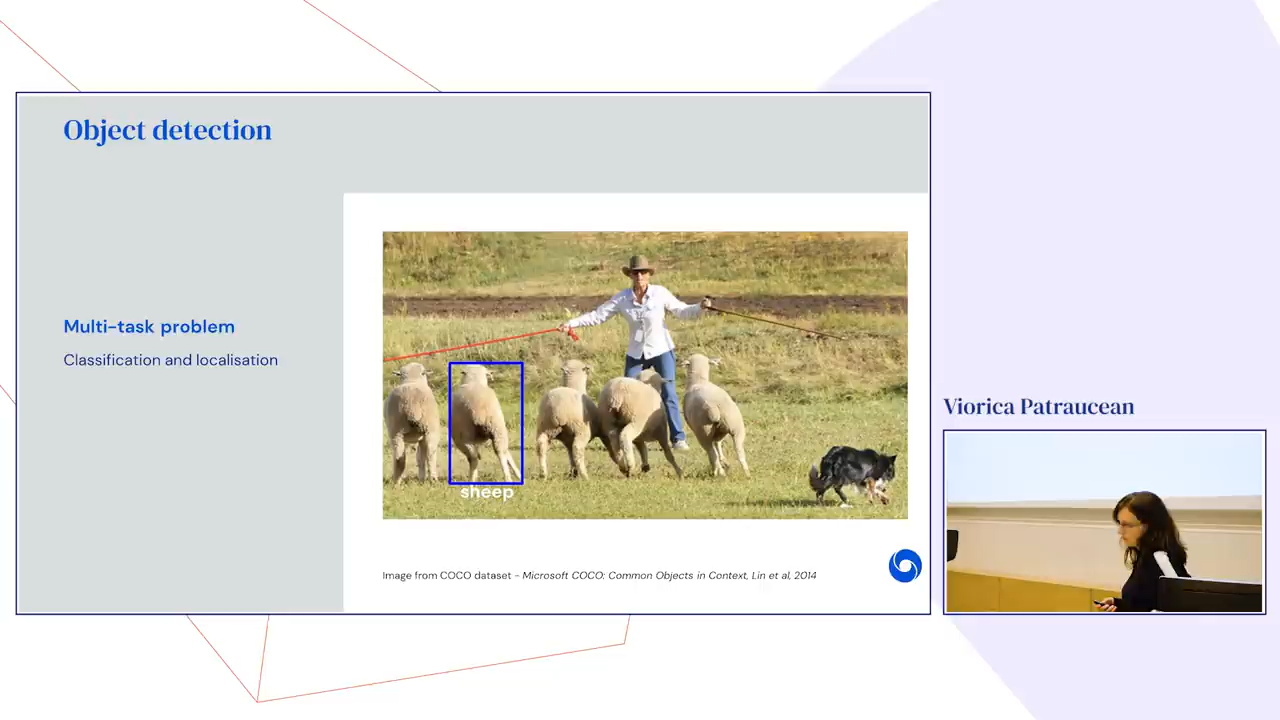 Object detection
Multi-task problem
Classification and localisation
sheep
Image from COCO dataset - Microsoft COCO: Common Objects in Context, Lin et al, 2014
Viorica Patraucean